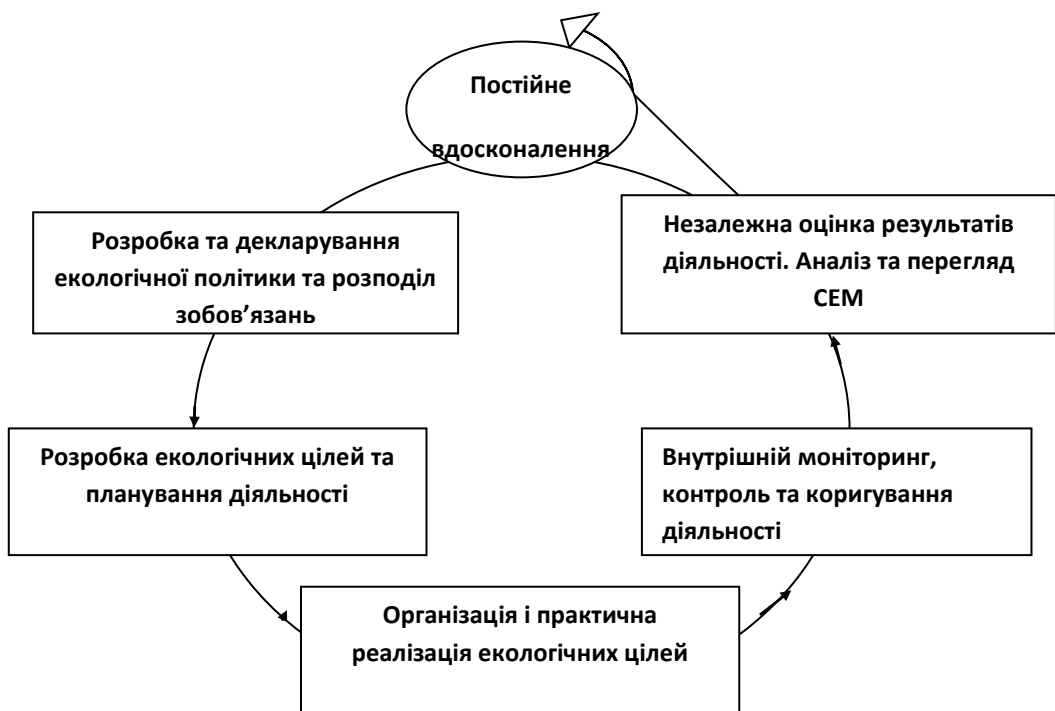 Постійне
вдосконалення
Розробка та декларування
екологічної політики та розподіл
зобов’язань
Незалежна оцінка результатів
діяльності. Аналіз та перегляд
СЕМ
Розробка екологічних цілей та
планування діяльності
Внутрішній моніторинг,
контроль та коригування
діяльності
Організація і практична
реалізація екологічних цілей